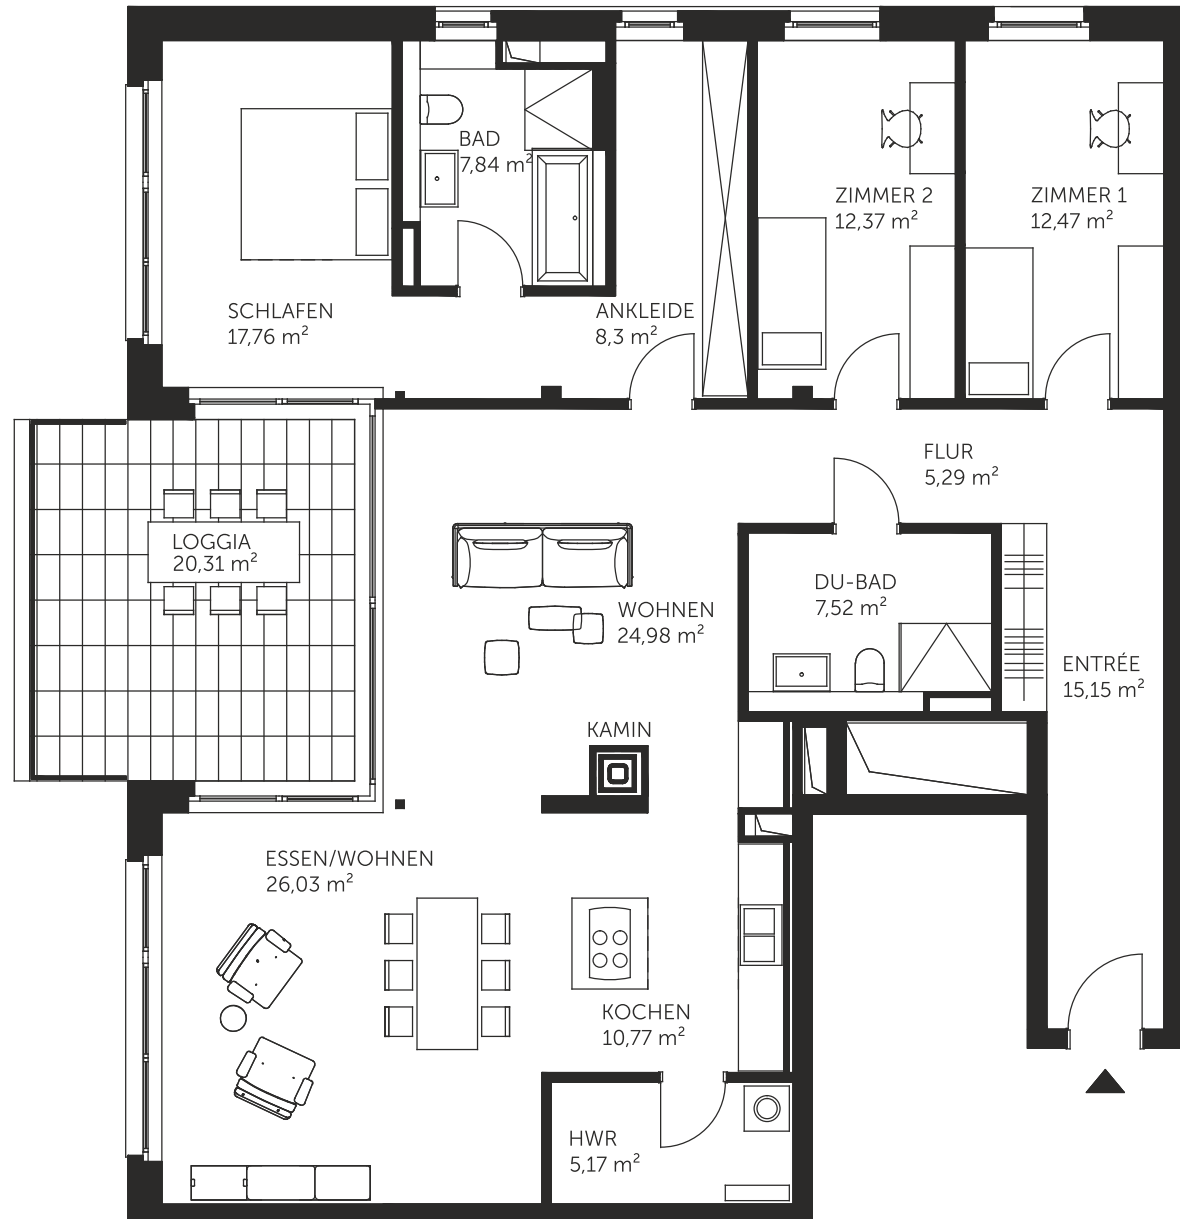 BAD
7,84 m²
ZIMMER 2
12,37 m²
ZIMMER 1
12,47 m²
SCHLAFEN
17,76 m²
ANKLEIDE
8,3 m²
FLUR
5,29 m²
LOGGIA
20,31 m²
DU-BAD
7,52 m²
WOHNEN
24,98 m²
ENTRÉE
15,15 m²
KAMIN
ESSEN/WOHNEN
26,03 m²
KOCHEN
10,77 m²
HWR
5,17 m²